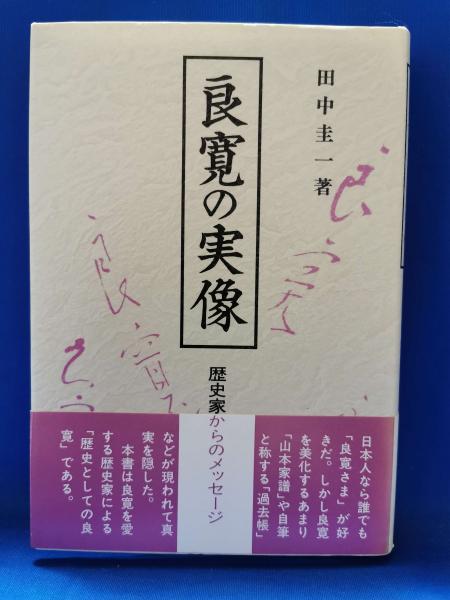 田中圭一著
良寛の実像
歴史家からのメッセージ
日本人なら誰でも
「良寛さま」が好
きだ。しかし良寛
を美化するあまり
「山本家譜」や自筆
と称する「過去帳」
などが現われて真
実を隠した。
本書は良寛を愛
する歴史家による
「歴史としての良
寛」である。
良寛
良寛